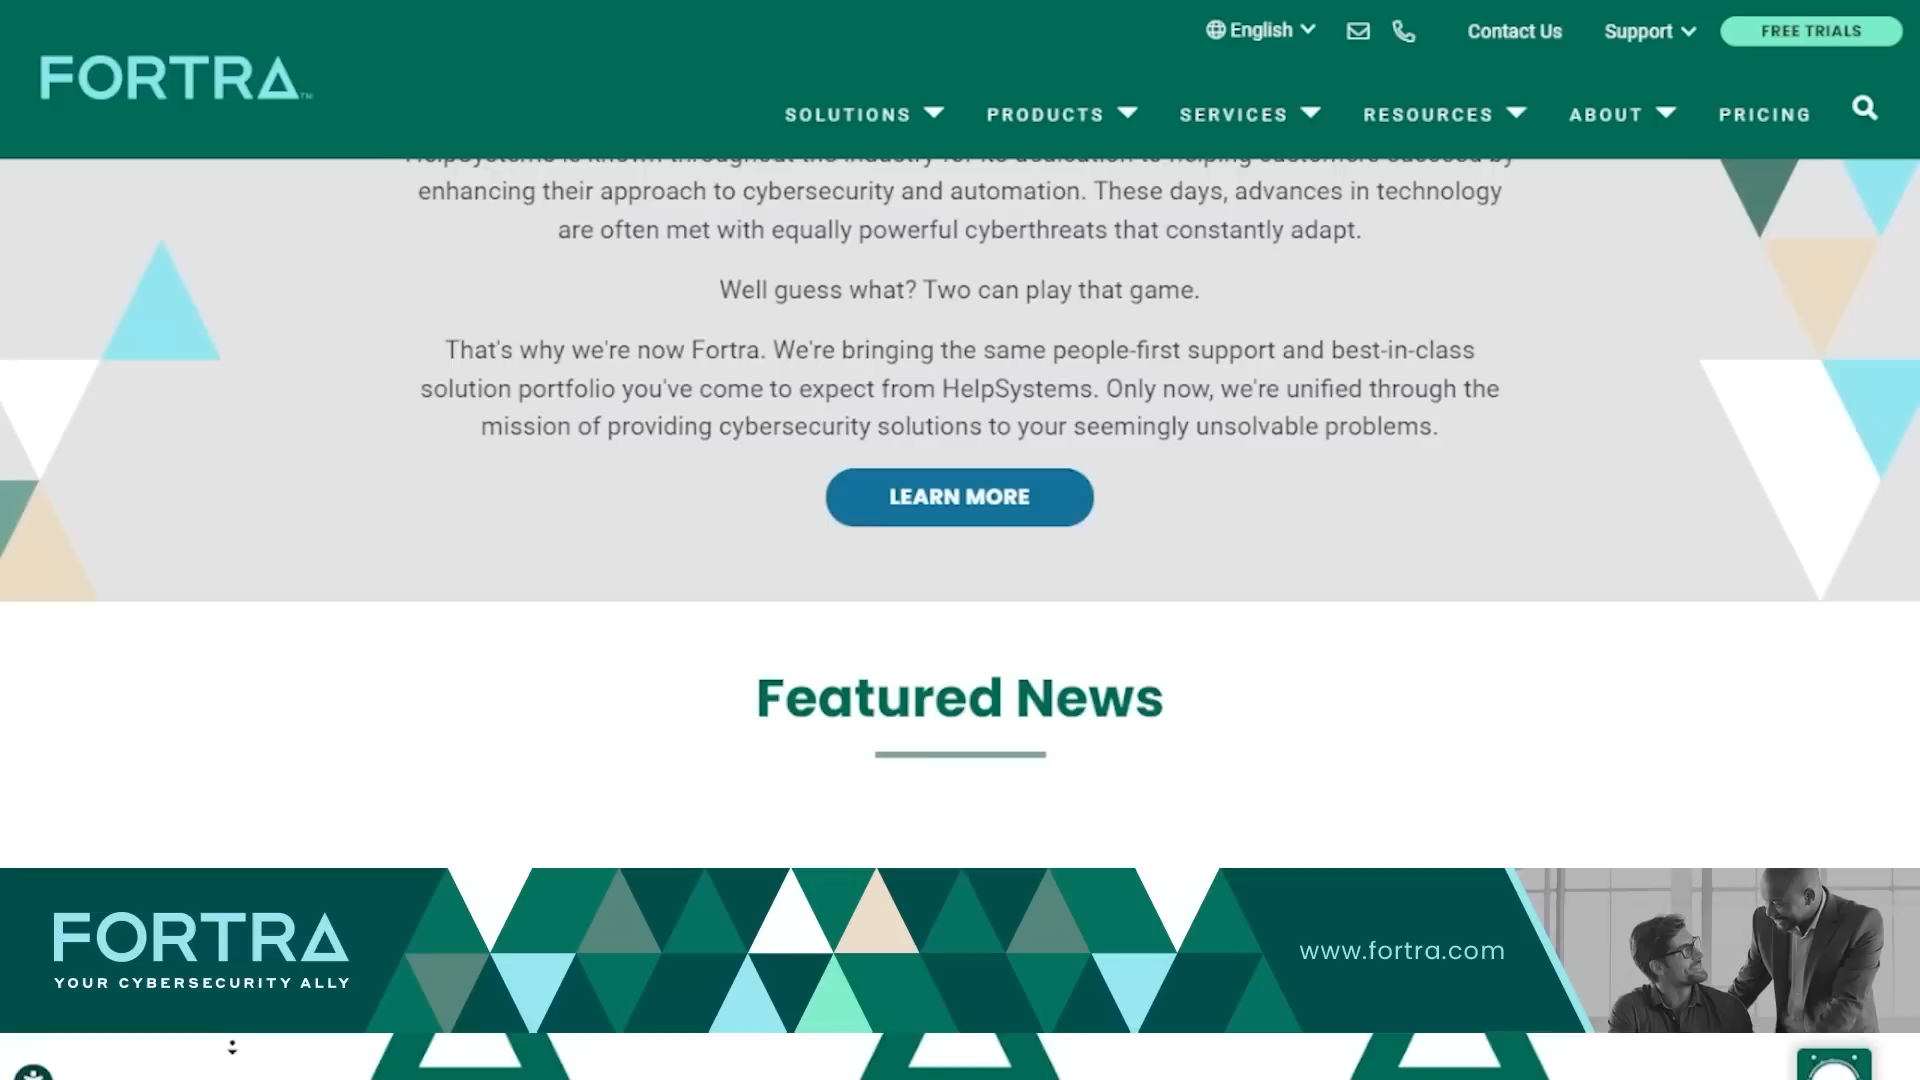 English
Contact Us
Support
FREE TRIALS
FORTRA™
SOLUTIONS
PRODUCTS
SERVICES
RESOURCES
ABOUT
PRICING
HelpSystems is known throughout the industry for its dedication to helping customers succeed by
enhancing their approach to cybersecurity and automation. These days, advances in technology
are often met with equally powerful cyberthreats that constantly adapt.
Well guess what? Two can play that game.
That's why we're now Fortra. We're bringing the same people-first support and best-in-class
solution portfolio you've come to expect from HelpSystems. Only now, we're unified through the
mission of providing cybersecurity solutions to your seemingly unsolvable problems.
LEARN MORE
Featured News
FORTRA
YOUR CYBERSECURITY ALLY
www.fortra.com